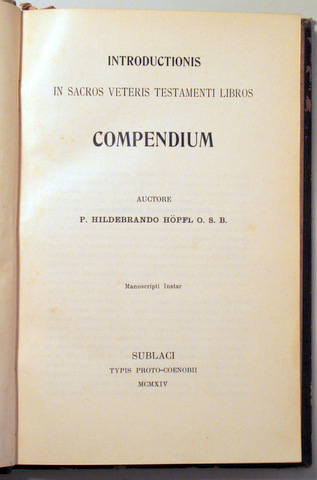 INTRODUCTIONIS
IN SACROS VETERIS TESTAMENTI LIBROS
COMPENDIUM
AUCTORE
P. HILDEBRANDO HÖPFL O. S. B.
Manuscripti Instar
SUBLACI
TYPIS PROTO-COENOBII
MCMXIV